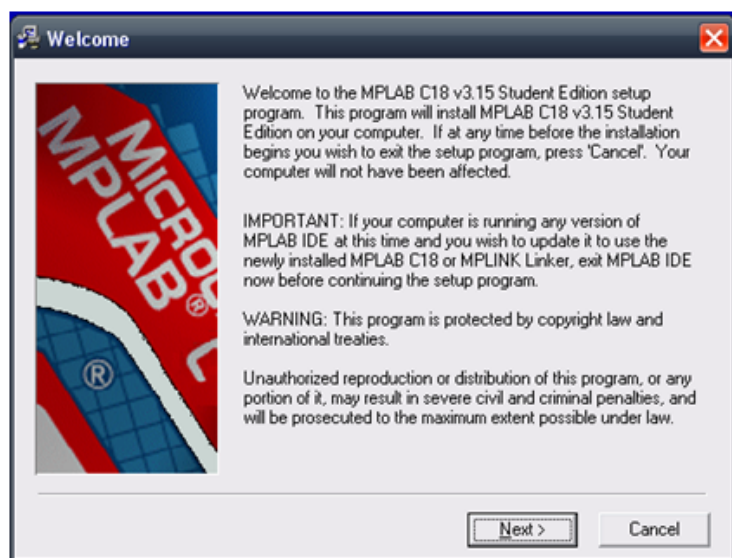 Welcome
Welcome to the MPLAB C18 v3.15 Student Edition setup
program.  This program will install MPLAB C18 v3.15 Student
Edition on your computer.  If at any time before the installation
begins you wish to exit the setup program, press 'Cancel'.  Your
computer will not have been affected.
IMPORTANT: If your computer is running any version of
MPLAB IDE at this time and you wish to update it to use the
newly installed MPLAB C18 or MPLINK Linker, exit MPLAB IDE
now before continuing the setup program.
WARNING: This program is protected by copyright law and
international treaties.
Unauthorized reproduction or distribution of this program, or any
portion of it, may result in severe civil and criminal penalties, and
will be prosecuted to the maximum extent possible under law.
MPLAB® C
®
Next >
Cancel